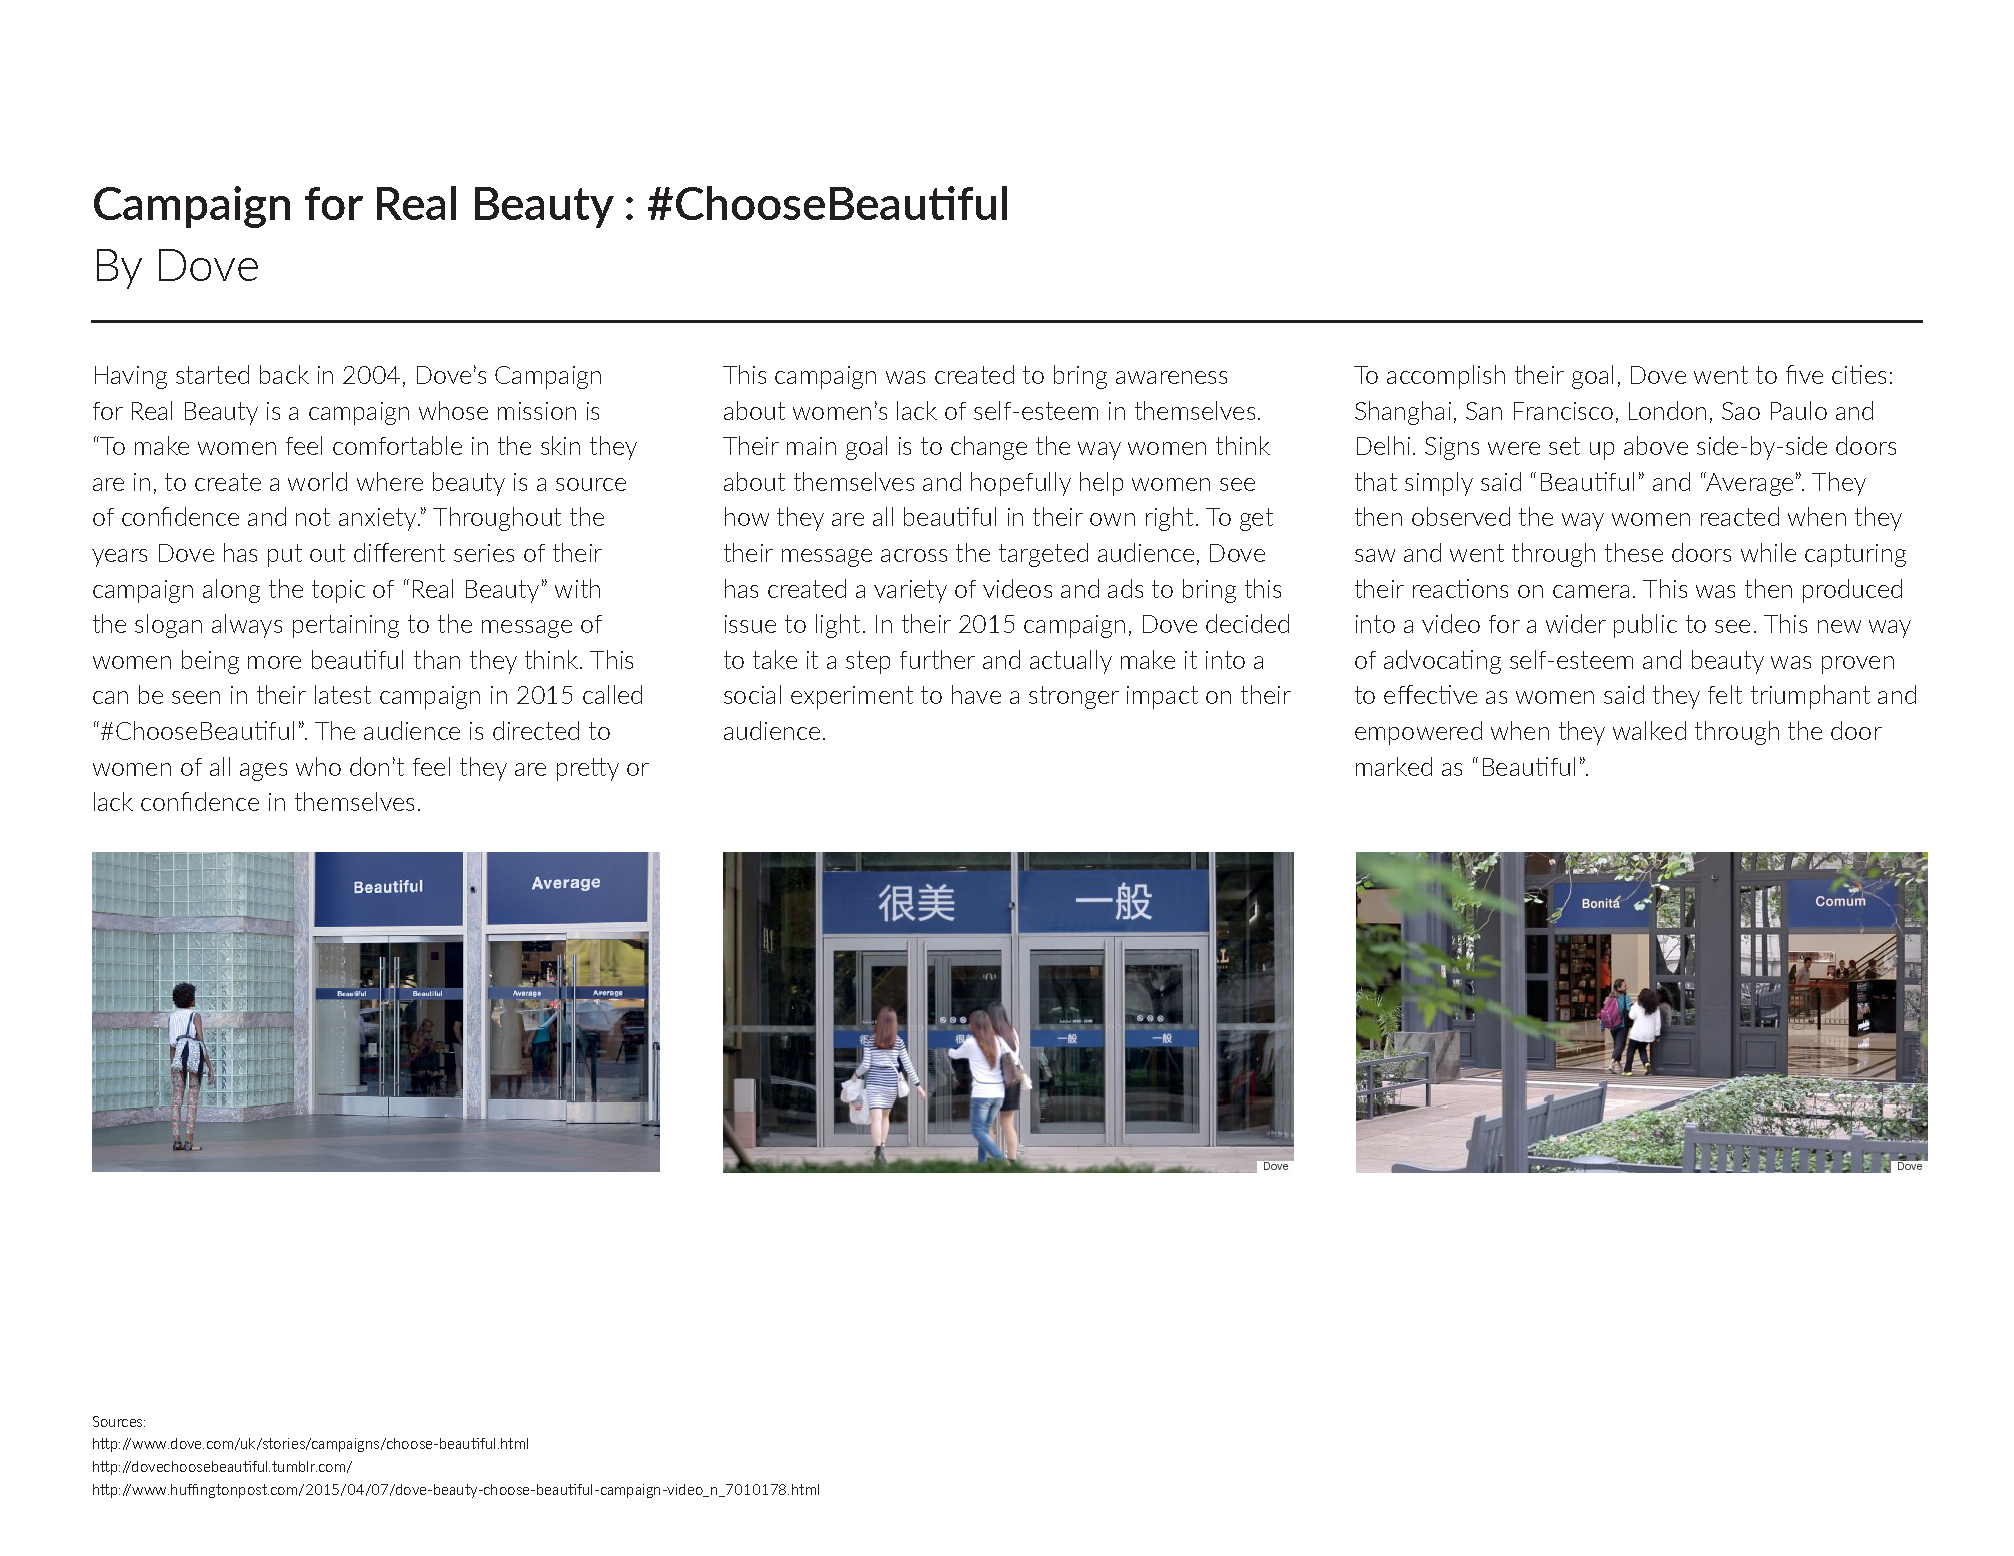 Campaign for Real Beauty : #ChooseBeautiful
By Dove
Having started back in 2004, Dove's Campaign
for Real Beauty is a campaign whose mission is
“To make women feel comfortable in the skin they
are in, to create a world where beauty is a source
of confidence and not anxiety.” Throughout the
years Dove has put out different series of their
campaign along the topic of “Real Beauty” with
the slogan always pertaining to the message of
women being more beautiful than they think. This
can be seen in their latest campaign in 2015 called
“#ChooseBeautiful”. The audience is directed to
women of all ages who don't feel they are pretty or
lack confidence in themselves.
This campaign was created to bring awareness
about women's lack of self-esteem in themselves.
Their main goal is to change the way women think
about themselves and hopefully help women see
how they are all beautiful in their own right. To get
their message across the targeted audience, Dove
has created a variety of videos and ads to bring this
issue to light. In their 2015 campaign, Dove decided
to take it a step further and actually make it into a
social experiment to have a stronger impact on their
audience.
To accomplish their goal, Dove went to five cities:
Shanghai, San Francisco, London, Sao Paulo and
Delhi. Signs were set up above side-by-side doors
that simply said “Beautiful” and “Average”. They
then observed the way women reacted when they
saw and went through these doors while capturing
their reactions on camera. This was then produced
into a video for a wider public to see. This new way
of advocating self-esteem and beauty was proven
to effective as women said they felt triumphant and
empowered when they walked through the door
marked as “Beautiful”.
Beautiful
Average
Beautiful
Beautiful
Average
Average
很美
一般
很
一般
一般
Dove
Bonita
Comum
Dove
Sources:
http://www.dove.com/uk/stories/campaigns/choose-beautiful.html
http://dovechoosebeautiful.tumblr.com/
http://www.huffingtonpost.com/2015/04/07/dove-beauty-choose-beautiful-campaign-video_n_7010178.html